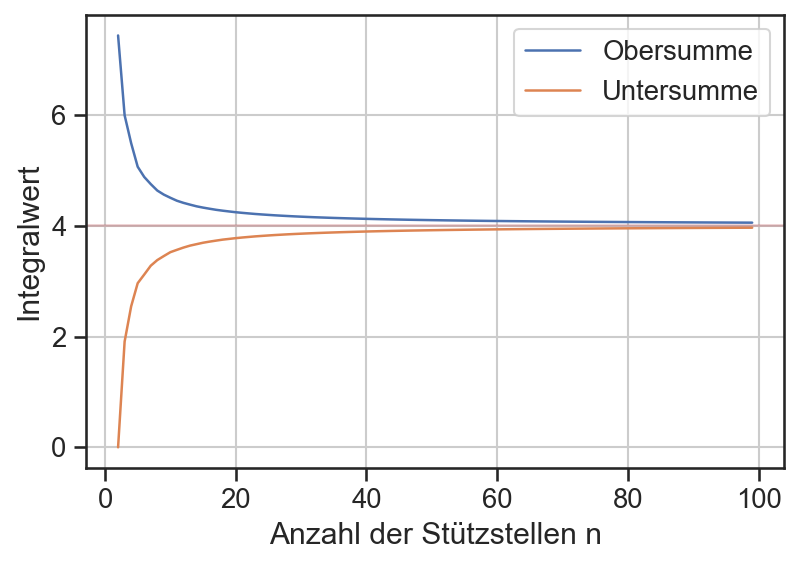 Obersumme
Untersumme
Integralwert
6
4
2
0
0 20 40 60 80 100
Anzahl der Stützstellen n